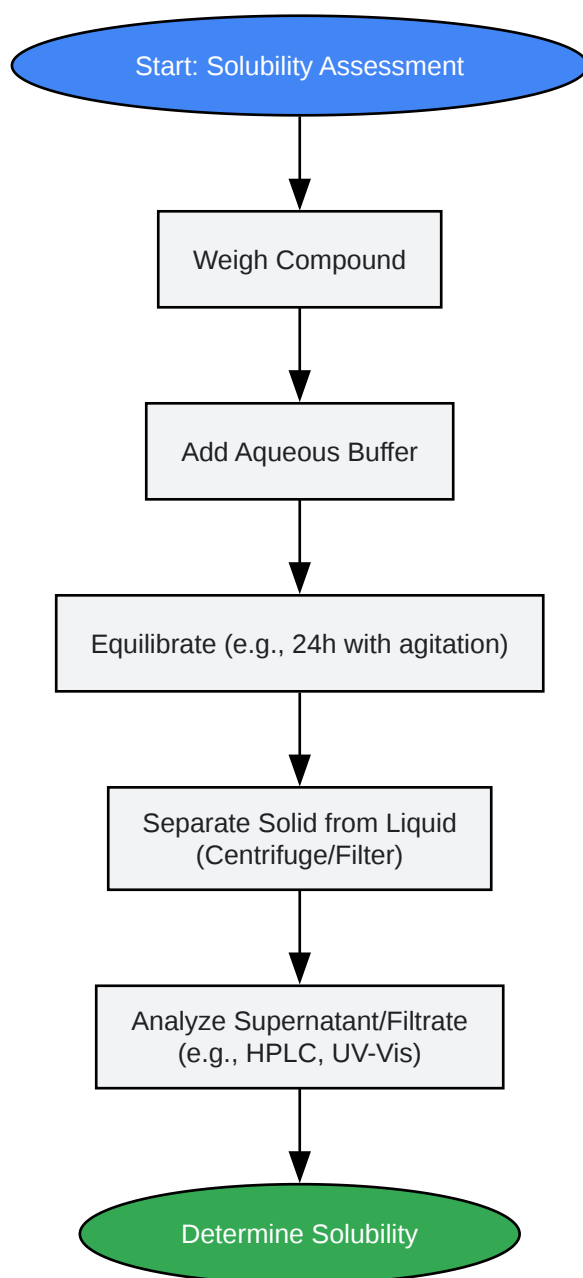 Start: Solubility Assessment
Weigh Compound
Add Aqueous Buffer
Equilibrate (e.g., 24h with agitation)
Separate Solid from Liquid
(Centrifuge/Filter)
Analyze Supernatant/Filtrate
(e.g., HPLC, UV-Vis)
Determine Solubility